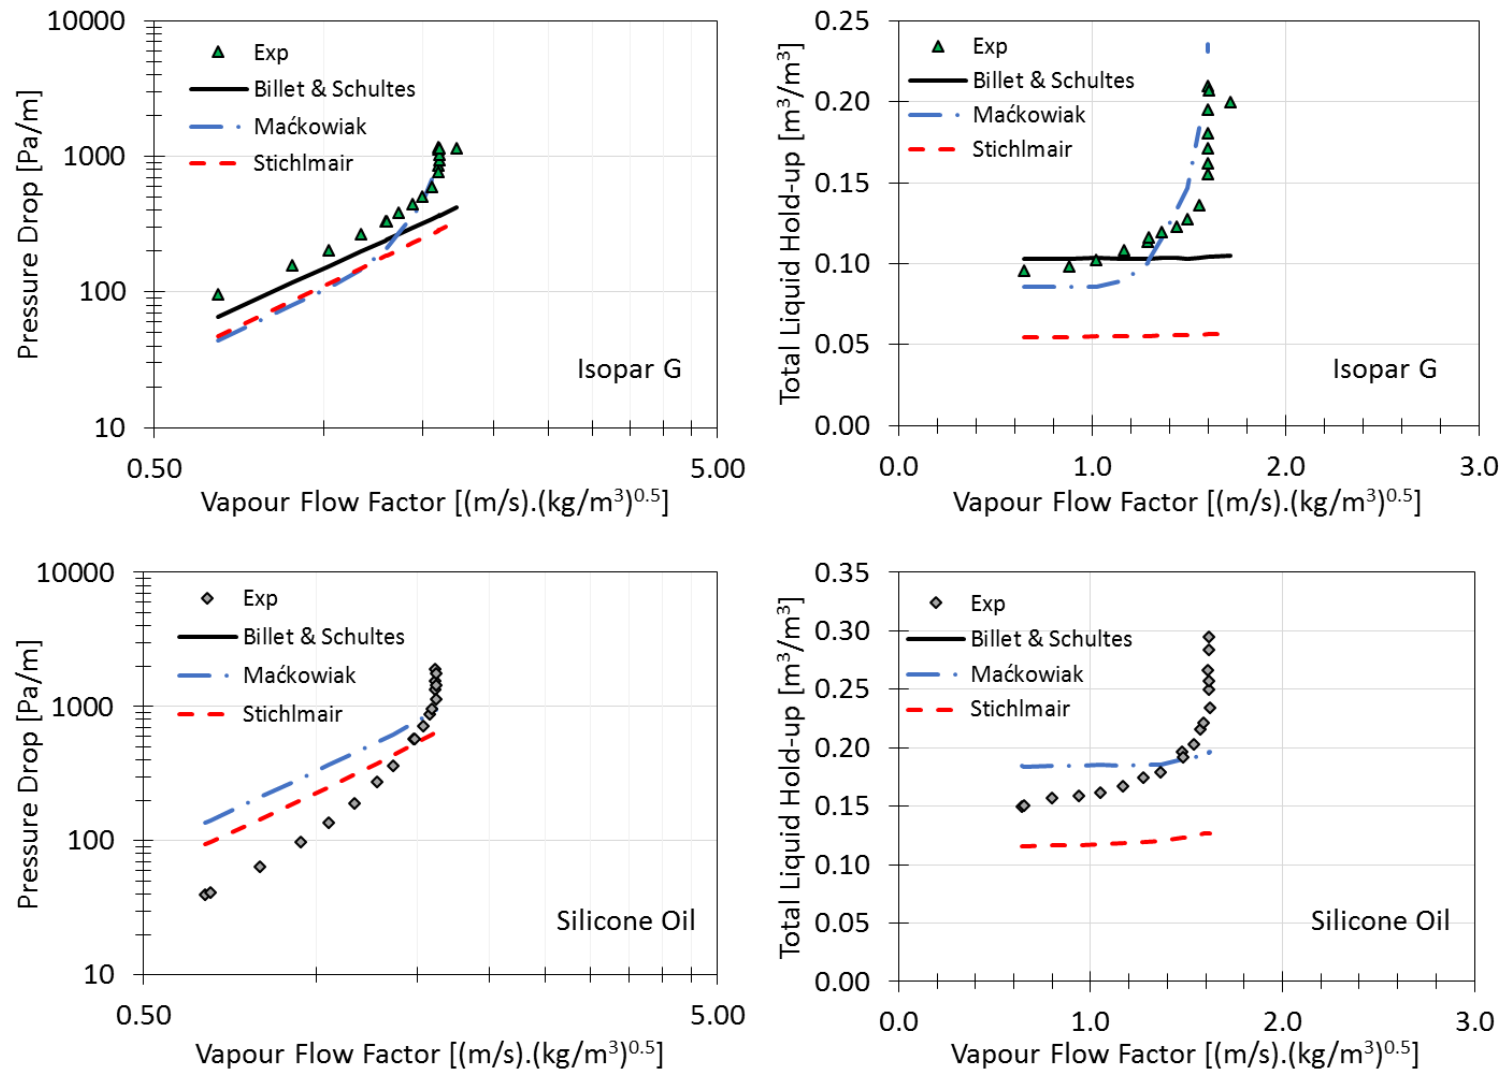 Pressure Drop [Pa/m]
10000
1000
100
10
Exp
Billet & Schultes
Maćkowiak
Stichlmair
Isopar G
0.50
5.00
Vapour Flow Factor [(m/s).(kg/m³)⁰·⁵]
Total Liquid Hold-up [m³/m³]
0.25
0.20
0.15
0.10
0.05
0.00
Exp
Billet & Schultes
Maćkowiak
Stichlmair
Isopar G
0.0
1.0
2.0
3.0
Vapour Flow Factor [(m/s).(kg/m³)⁰·⁵]
Pressure Drop [Pa/m]
10000
1000
100
10
Exp
Billet & Schultes
Maćkowiak
Stichlmair
Silicone Oil
0.50
5.00
Vapour Flow Factor [(m/s).(kg/m³)⁰·⁵]
Total Liquid Hold-up [m³/m³]
0.35
0.30
0.25
0.20
0.15
0.10
0.05
0.00
Exp
Billet & Schultes
Maćkowiak
Stichlmair
Silicone Oil
0.0
1.0
2.0
3.0
Vapour Flow Factor [(m/s).(kg/m³)⁰·⁵]